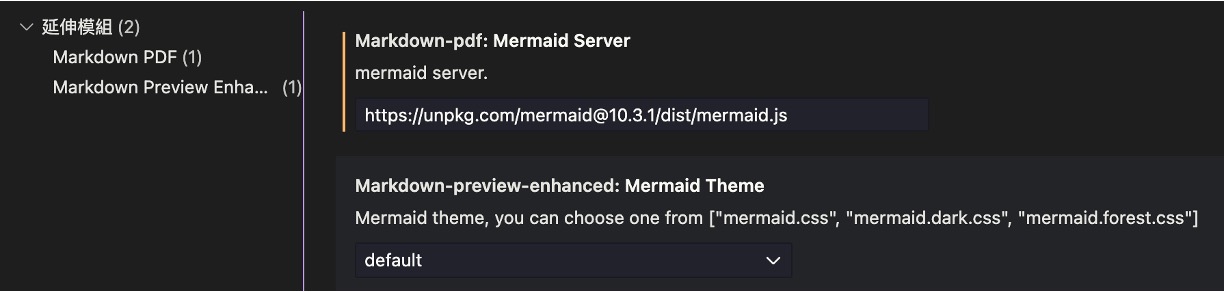 延伸模組 (2)
Markdown PDF (1)
Markdown Preview Enha... (1)
Markdown-pdf: Mermaid Server
mermaid server.
https://unpkg.com/mermaid@10.3.1/dist/mermaid.js
Markdown-preview-enhanced: Mermaid Theme
Mermaid theme, you can choose one from ["mermaid.css", "mermaid.dark.css", "mermaid.forest.css"]
default